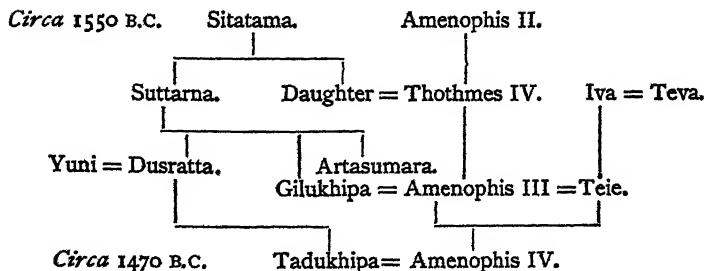 Circa 1550 B.C. Sitatama. Amenophis II.
Suttarna. Daughter = Thothmes IV. Iva = Teva.
Yuni = Dusratta. Artasumara.
Gilukhipa = Amenophis III = Teie.
Circa 1470 B.C. Tadukhipa = Amenophis IV.